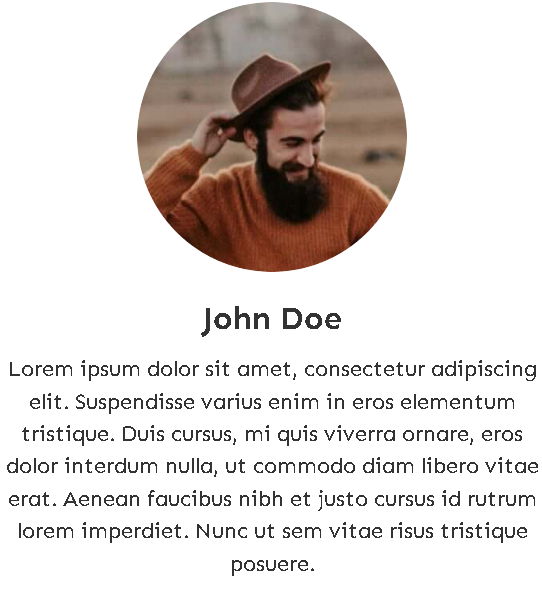 John Doe
Lorem ipsum dolor sit amet, consectetur adipiscing
elit. Suspendisse varius enim in eros elementum
tristique. Duis cursus, mi quis viverra ornare, eros
dolor interdum nulla, ut commodo diam libero vitae
erat. Aenean faucibus nibh et justo cursus id rutrum
lorem imperdiet. Nunc ut sem vitae risus tristique
posuere.